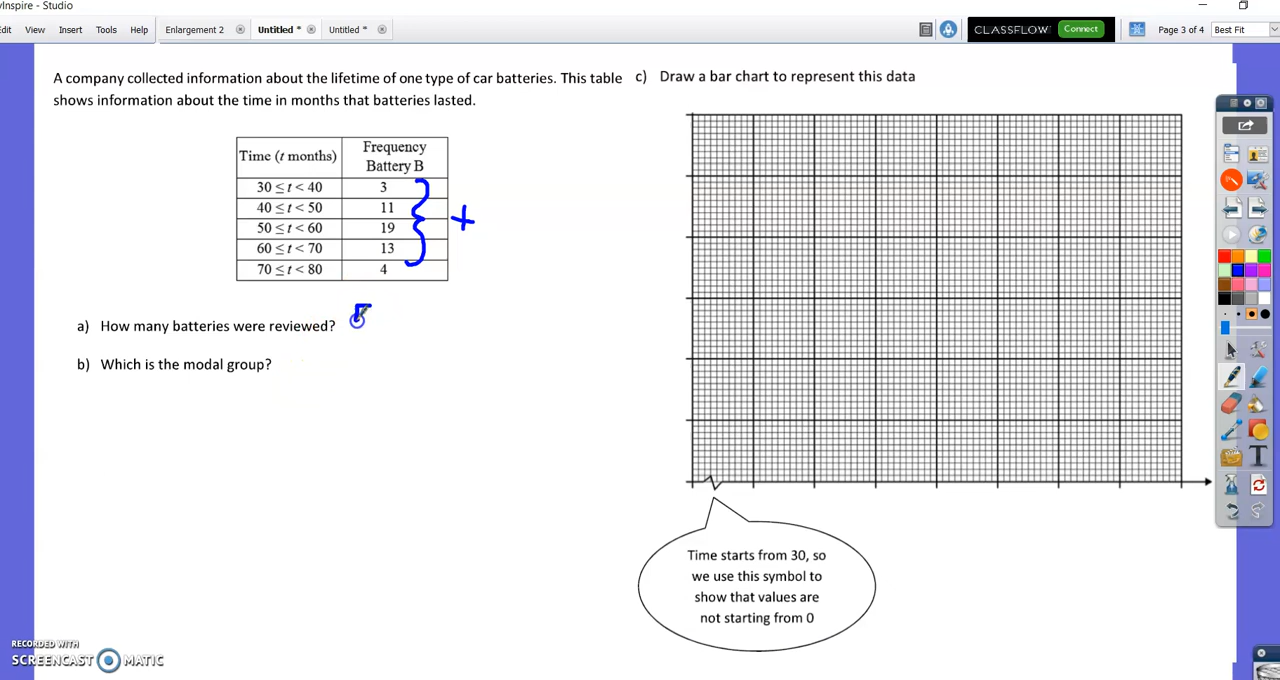 yInspire - Studio
Edit View Insert Tools Help Enlargement 2 Untitled * Untitled * CLASSFLOW Connect Page 3 of 4 Best Fit
A company collected information about the lifetime of one type of car batteries. This table
shows information about the time in months that batteries lasted.
Time (t months) Frequency Battery B
30 ≤ t < 40 3
40 ≤ t < 50 11
50 ≤ t < 60 19
60 ≤ t < 70 13
70 ≤ t < 80 4
+
a) How many batteries were reviewed?
b) Which is the modal group?
c) Draw a bar chart to represent this data
Time starts from 30, so
we use this symbol to
show that values are
not starting from 0
RECORDED WITH
SCREENCAST MATIC